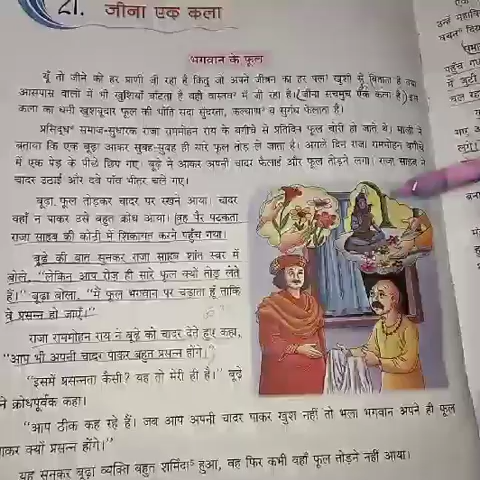 21. जीना एक कला
भगवान के फूल
यूँ तो जीने को हर प्राणी जी रहा है किंतु जो अपने जीवन का हर पल खुशी से बिताता है तथा
आसपास वालों में भी खुशियाँ बाँटता है वही वास्तव में जी रहा है। (जीना सचमुच एक कला है) इस
कला का धनी खुशबूदार फूल की भाँति सदा सुंदरता, कल्याण व सुगंध फैलाता है।
प्रसिद्ध समाज-सुधारक राजा राममोहन राय के बगीचे से प्रतिदिन फूल चोरी हो जाते थे। माली ने
बताया कि एक बूढ़ा आकर सुबह-सुबह ही सारे फूल तोड़ ले जाता है। अगले दिन राजा राममोहन बगीचे
में एक पेड़ के पीछे छिप गए। बूढ़े ने आकर अपनी चादर फैलाई और फूल तोड़ने लगा। राजा साहब ने
चादर उठाई और दबे पाँव भीतर चले गए।
बूढ़ा फूल तोड़कर चादर पर रखने आया। चादर
वहाँ न पाकर उसे बहुत क्रोध आया। वह पैर पटकता
राजा साहब की कोठी में शिकायत करने पहुँच गया।
बूढ़े की बात सुनकर राजा साहब शांत स्वर में
बोले, "लेकिन आप रोज़ ही सारे फूल क्यों तोड़ लेते
हैं।" बूढ़ा बोला, "मैं फूल भगवान पर चढ़ाता हूँ ताकि
वे प्रसन्न हो जाएँ।"
राजा राममोहन राय ने बूढ़े को चादर देते हुए कहा,
"आप भी अपनी चादर पाकर बहुत प्रसन्न होंगे।"
"इसमें प्रसन्नता कैसी? यह तो मेरी ही है।" बूढ़े
ने क्रोधपूर्वक कहा।
"आप ठीक कह रहे हैं। जब आप अपनी चादर पाकर खुश नहीं तो भला भगवान अपने ही फूल
पाकर क्यों प्रसन्न होंगे।"
यह सुनकर बूढ़ा व्यक्ति बहुत शर्मिंदा हुआ, वह फिर कभी वहाँ फूल तोड़ने नहीं आया।